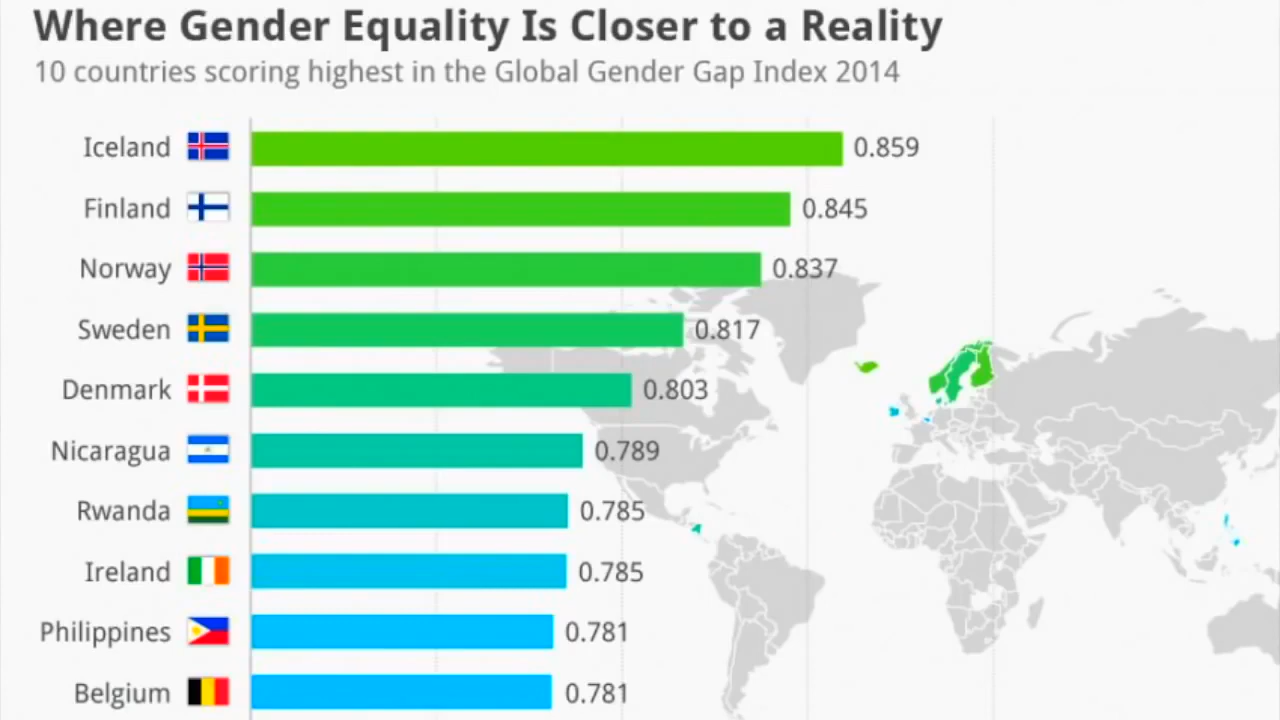 Where Gender Equality Is Closer to a Reality
10 countries scoring highest in the Global Gender Gap Index 2014
Iceland 0.859
Finland 0.845
Norway 0.837
Sweden 0.817
Denmark 0.803
Nicaragua 0.789
Rwanda 0.785
Ireland 0.785
Philippines 0.781
Belgium 0.781